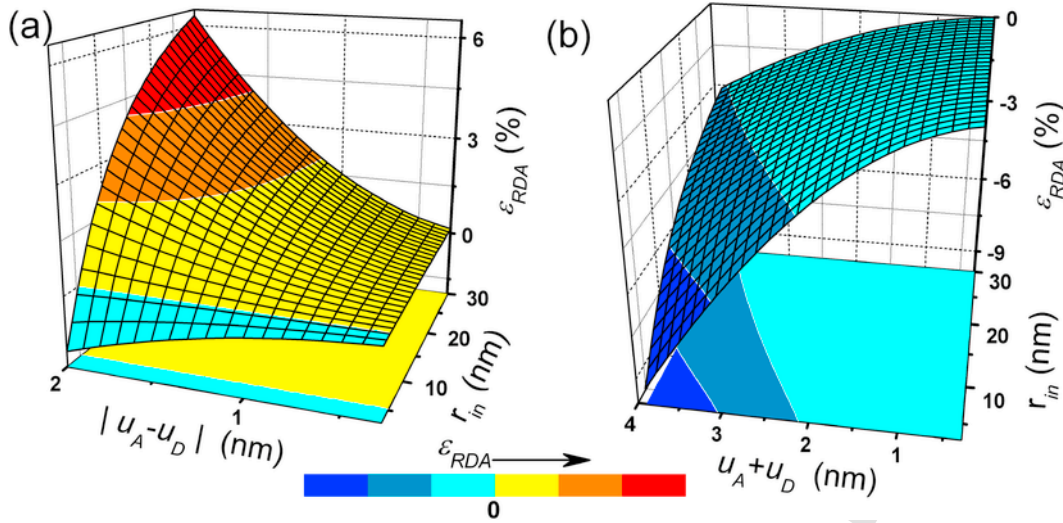 (a)
6
3
0
ε_RDA (%)
30
20
10
r_in (nm)
2
1
| u_A-u_D | (nm)
(b)
0
-3
-6
-9
ε_RDA (%)
30
20
10
r_in (nm)
4
3
2
1
u_A+u_D (nm)
ε_RDA
0